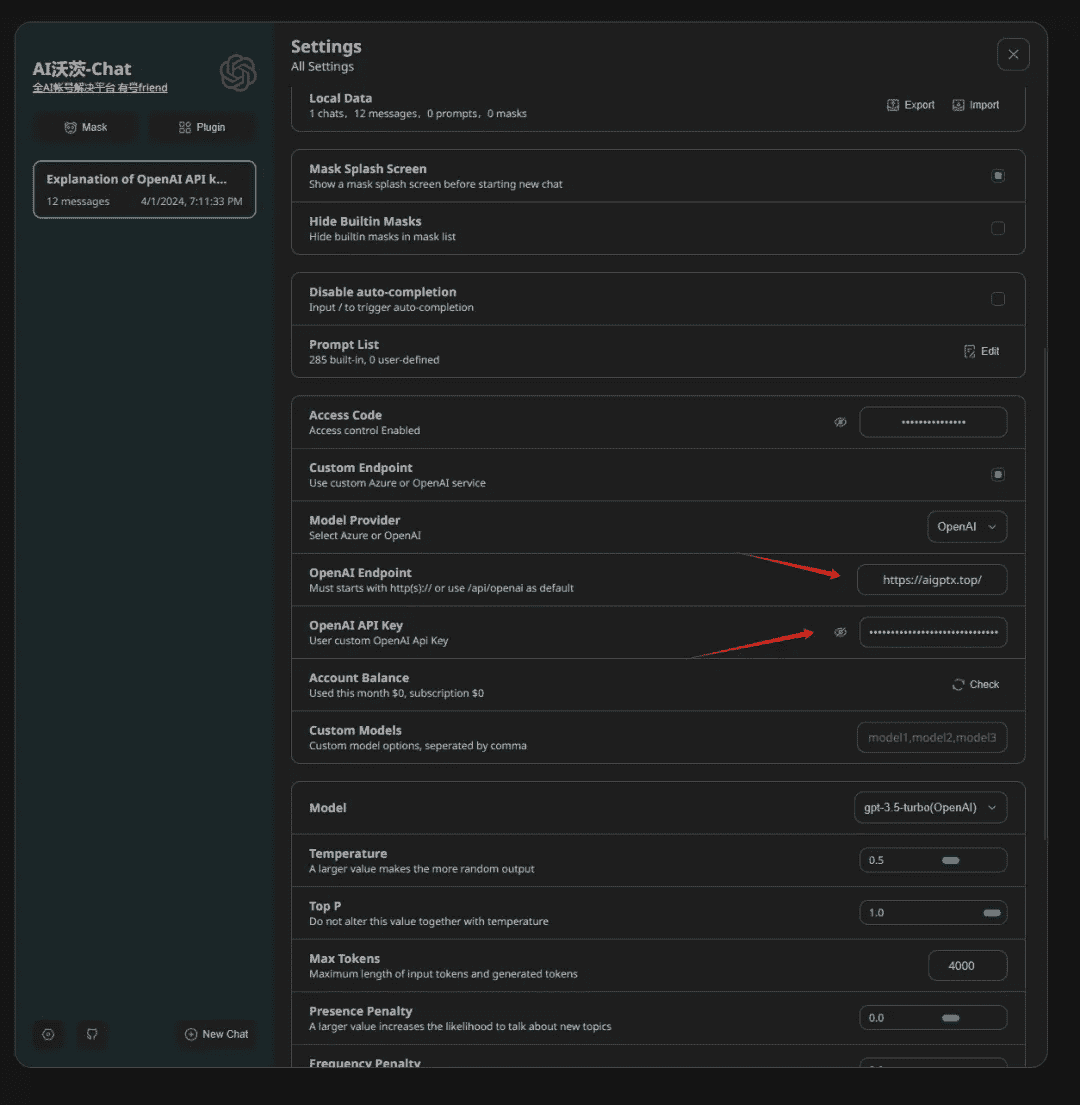 AI沃茨-Chat
全AI帐号解决平台 有号friend
Mask
Plugin
Explanation of OpenAI API k...
12 messages
4/1/2024, 7:11:33 PM
New Chat
Settings
All Settings
Local Data
1 chats，12 messages，0 prompts，0 masks
Export
Import
Mask Splash Screen
Show a mask splash screen before starting new chat
Hide Builtin Masks
Hide builtin masks in mask list
Disable auto-completion
Input / to trigger auto-completion
Prompt List
285 built-in, 0 user-defined
Edit
Access Code
Access control Enabled
Custom Endpoint
Use custom Azure or OpenAI service
Model Provider
Select Azure or OpenAI
OpenAI
OpenAI Endpoint
Must starts with http(s):// or use /api/openai as default
https://aigptx.top/
OpenAI API Key
User custom OpenAI Api Key
Account Balance
Used this month $0, subscription $0
Check
Custom Models
Custom model options, seperated by comma
model1,model2,model3
Model
gpt-3.5-turbo(OpenAI)
Temperature
A larger value makes the more random output
0.5
Top P
Do not alter this value together with temperature
1.0
Max Tokens
Maximum length of input tokens and generated tokens
4000
Presence Penalty
A larger value increases the likelihood to talk about new topics
0.0
Frequency Penalty